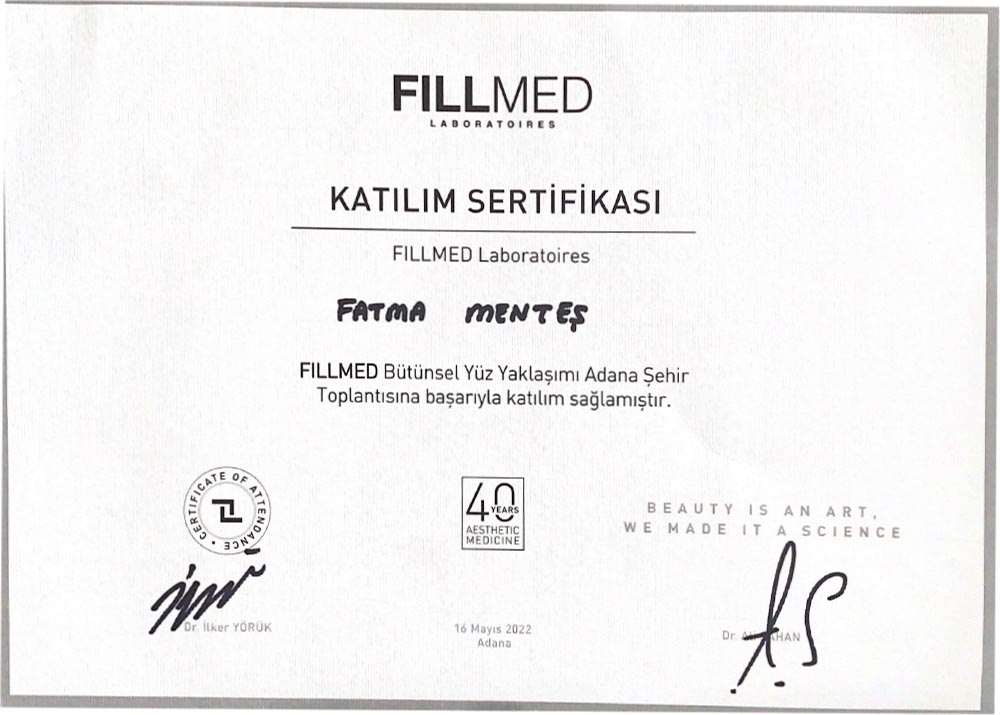 FILLMED
LABORATOIRES
KATILIM SERTİFİKASI
FILLMED Laboratoires
FATMA MENTEŞ
FILLMED Bütünsel Yüz Yaklaşımı Adana Şehir
Toplantısına başarıyla katılım sağlamıştır.
CERTIFICATE OF ATTENDANCE
40
YEARS
AESTHETIC
MEDICINE
BEAUTY IS AN ART,
WE MADE IT A SCIENCE
Dr. İlker YÖRÜK
16 Mayıs 2022
Adana
Dr.